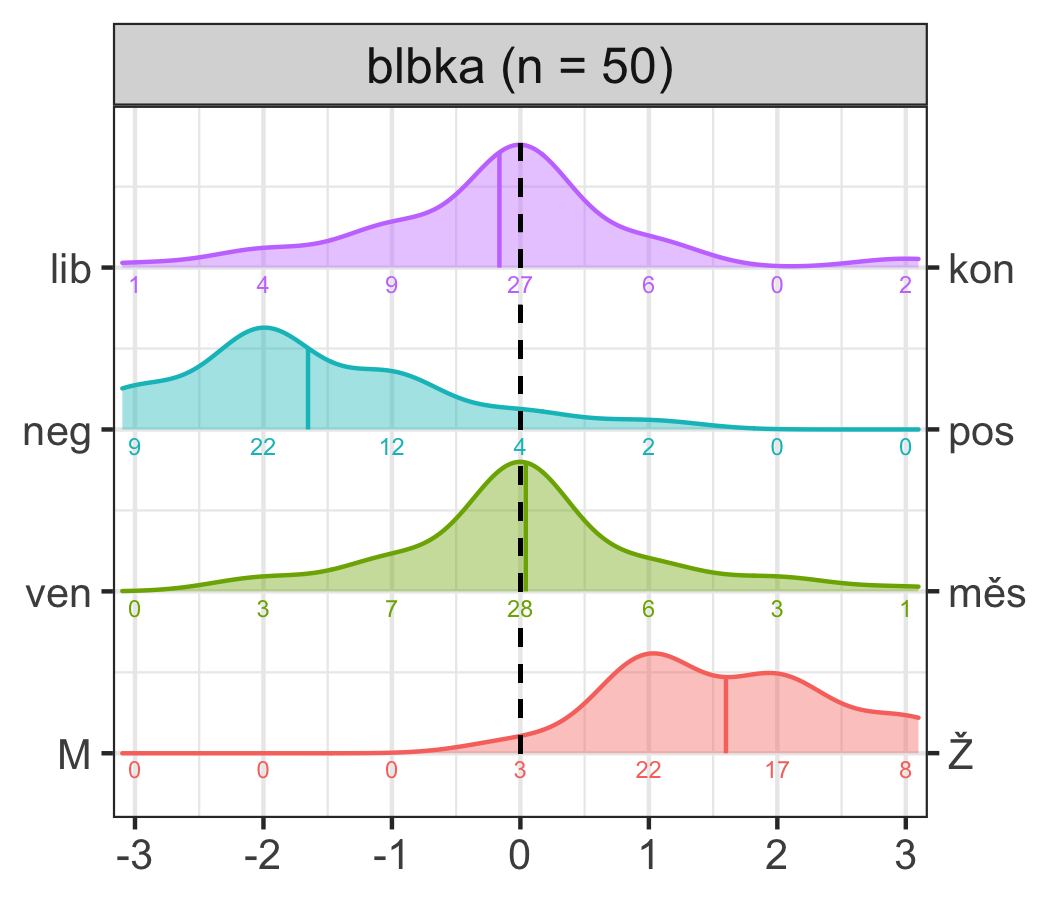 blbka (n = 50)
lib kon
1 4 9 27 6 0 2
neg pos
9 22 12 4 2 0 0
ven měs
0 3 7 28 6 3 1
M Ž
0 0 0 3 22 17 8
-3 -2 -1 0 1 2 3